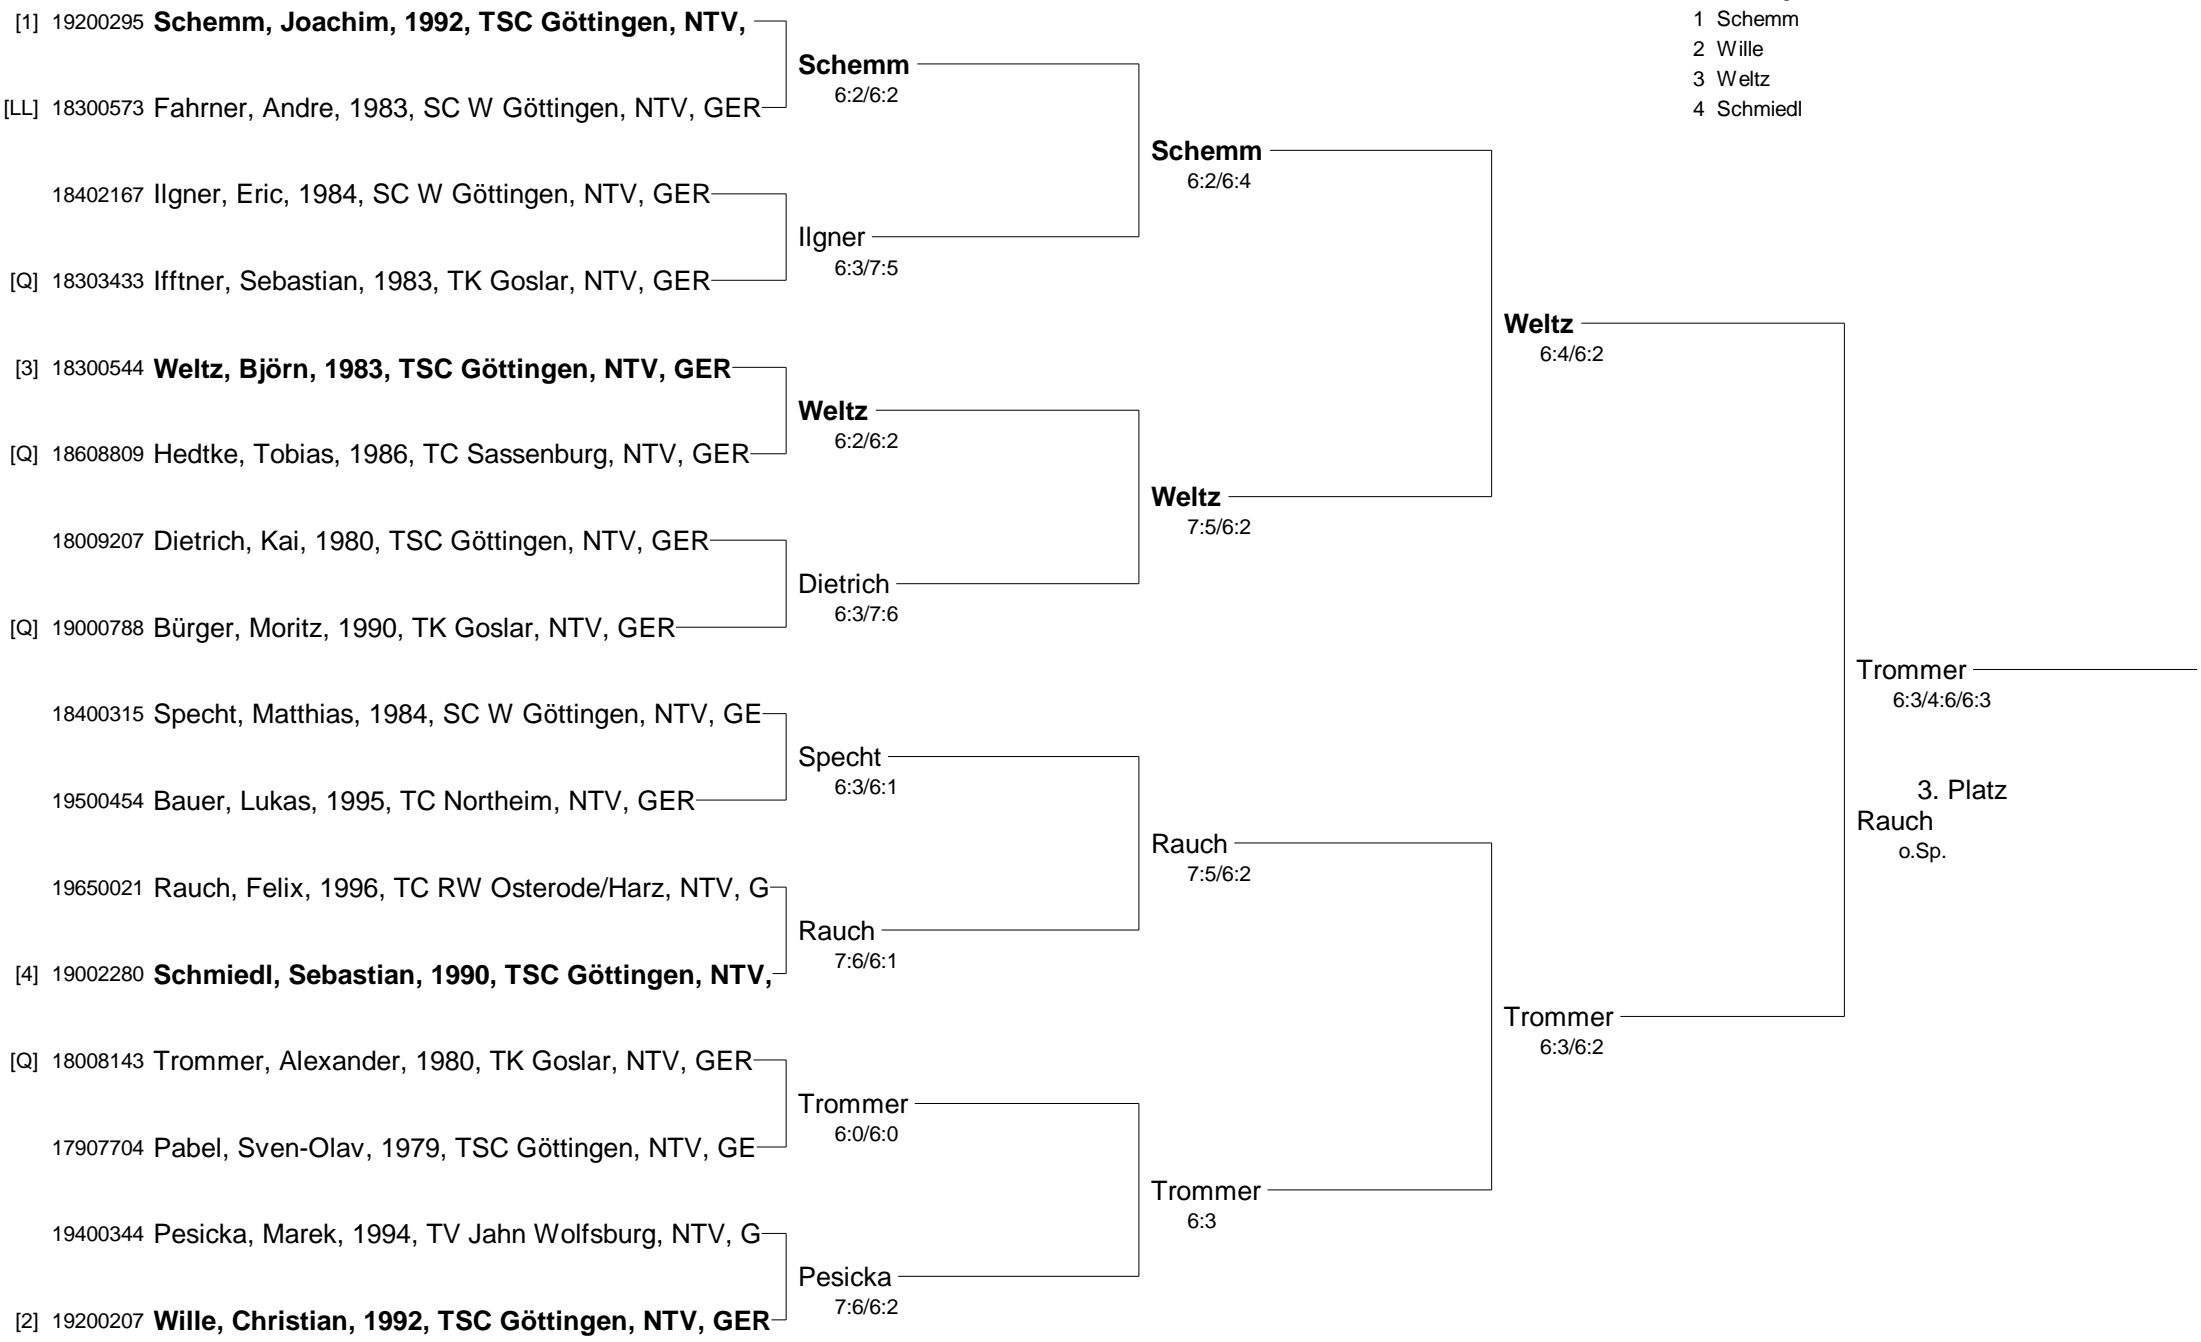 [1] 19200295 Schemm, Joachim, 1992, TSC Göttingen, NTV,
[LL] 18300573 Fahrner, Andre, 1983, SC W Göttingen, NTV, GER
18402167 Ilgner, Eric, 1984, SC W Göttingen, NTV, GER
[Q] 18303433 Ifftner, Sebastian, 1983, TK Goslar, NTV, GER
[3] 18300544 Weltz, Björn, 1983, TSC Göttingen, NTV, GER
[Q] 18608809 Hedtke, Tobias, 1986, TC Sassenburg, NTV, GER
18009207 Dietrich, Kai, 1980, TSC Göttingen, NTV, GER
[Q] 19000788 Bürger, Moritz, 1990, TK Goslar, NTV, GER
18400315 Specht, Matthias, 1984, SC W Göttingen, NTV, GE
19500454 Bauer, Lukas, 1995, TC Northeim, NTV, GER
19650021 Rauch, Felix, 1996, TC RW Osterode/Harz, NTV, G
[4] 19002280 Schmiedl, Sebastian, 1990, TSC Göttingen, NTV,
[Q] 18008143 Trommer, Alexander, 1980, TK Goslar, NTV, GER
17907704 Pabel, Sven-Olav, 1979, TSC Göttingen, NTV, GE
19400344 Pesicka, Marek, 1994, TV Jahn Wolfsburg, NTV, G
[2] 19200207 Wille, Christian, 1992, TSC Göttingen, NTV, GER
Schemm
6:2/6:2
Ilgner
6:3/7:5
Weltz
6:2/6:2
Dietrich
6:3/7:6
Specht
6:3/6:1
Rauch
7:6/6:1
Trommer
6:0/6:0
Pesicka
7:6/6:2
Schemm
6:2/6:4
Weltz
7:5/6:2
Rauch
7:5/6:2
Trommer
6:3
Weltz
6:4/6:2
Trommer
6:3/6:2
Trommer
6:3/4:6/6:3
3. Platz
Rauch
o.Sp.
1 Schemm
2 Wille
3 Weltz
4 Schmiedl